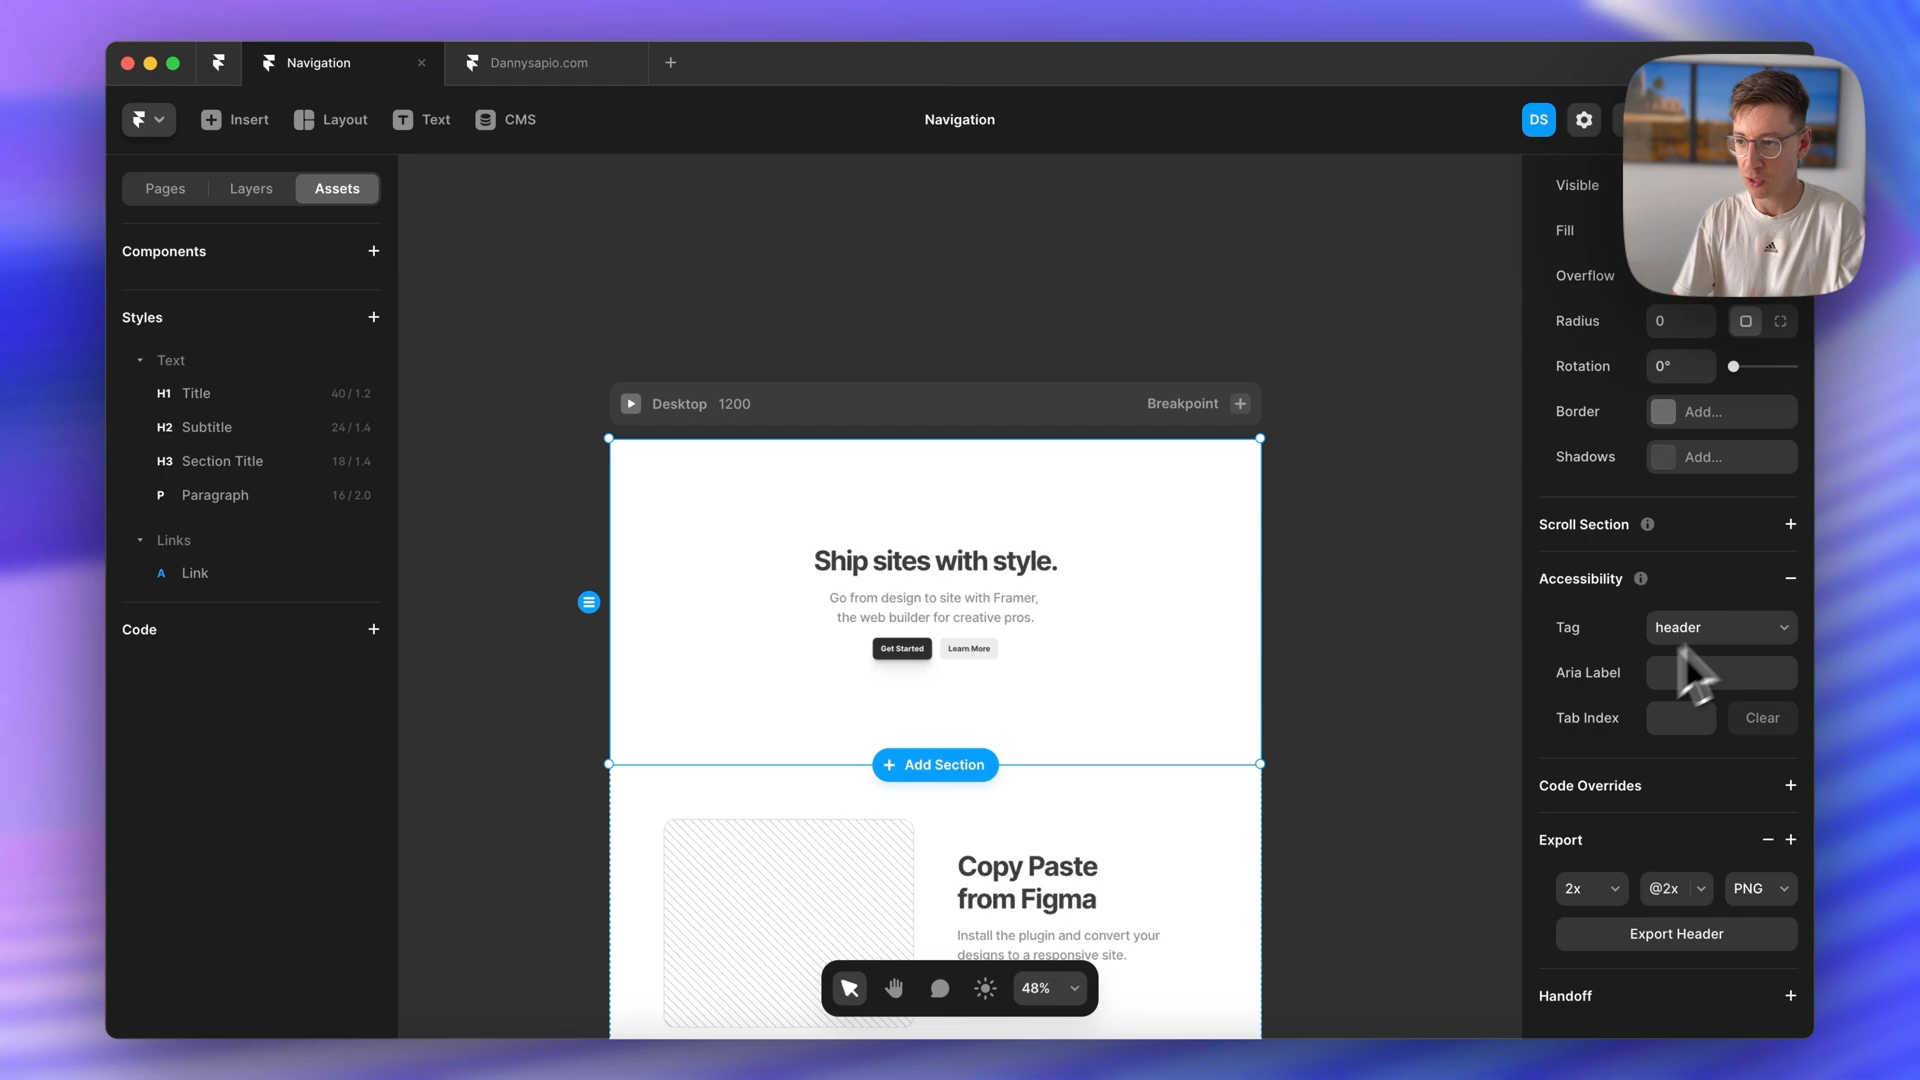 Navigation
Dannysapio.com
Insert
Layout
Text
CMS
Navigation
DS
Pages
Layers
Assets
Components
Styles
Text
H1 Title 40 / 1.2
H2 Subtitle 24 / 1.4
H3 Section Title 18 / 1.4
P Paragraph 16 / 2.0
Links
A Link
Code
Desktop 1200
Breakpoint
Ship sites with style.
Go from design to site with Framer,
the web builder for creative pros.
Get Started
Learn More
Add Section
Copy Paste
from Figma
Install the plugin and convert your
designs to a responsive site.
48%
Visible
Fill
Overflow
Radius 0
Rotation 0°
Border Add...
Shadows Add...
Scroll Section
Accessibility
Tag header
Aria Label
Tab Index Clear
Code Overrides
Export
2x @2x PNG
Export Header
Handoff